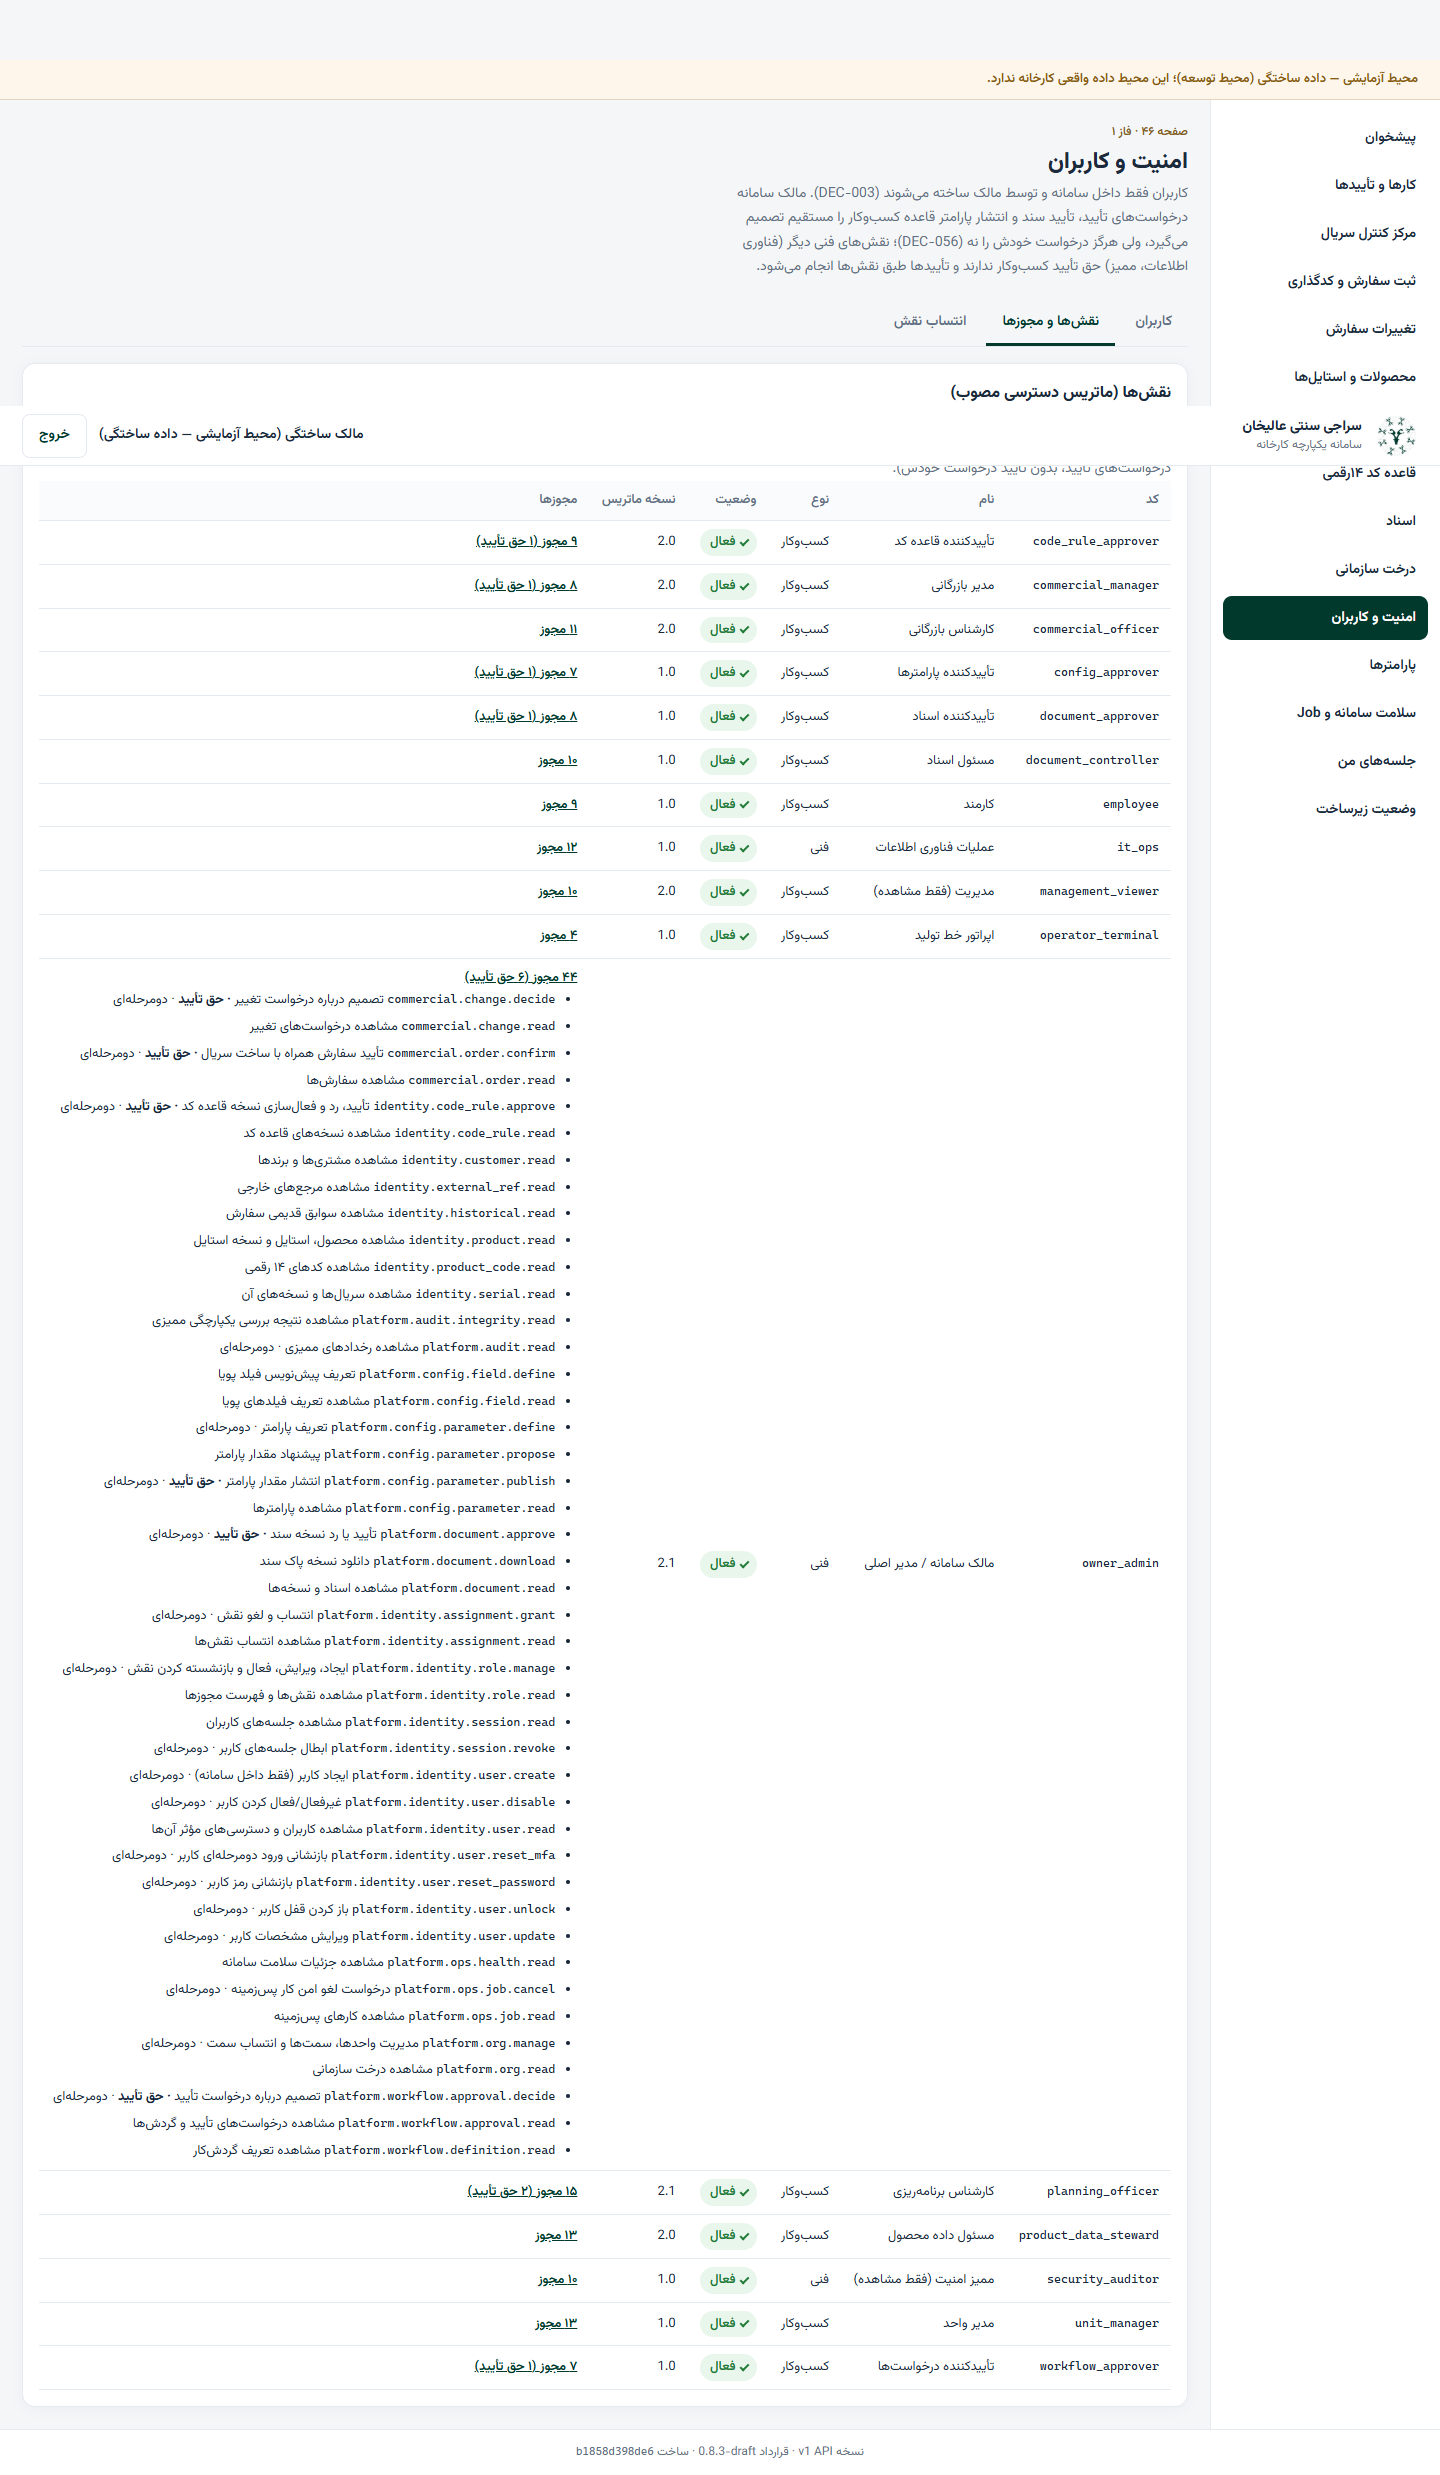 محیط آزمایشی — داده ساختگی (محیط توسعه)؛ این محیط داده واقعی کارخانه ندارد.
پیشخوان
کارها و تأییدها
مرکز کنترل سریال
ثبت سفارش و کدگذاری
تغییرات سفارش
محصولات و استایل‌ها
سراجی سنتی عالیخان
سامانه یکپارچه کارخانه
قاعده کد ۱۴رقمی
اسناد
درخت سازمانی
امنیت و کاربران
پارامترها
سلامت سامانه و Job
جلسه‌های من
وضعیت زیرساخت
صفحه ۴۶ · فاز ۱
امنیت و کاربران
کاربران فقط داخل سامانه و توسط مالک ساخته می‌شوند (DEC-003). مالک سامانه
درخواست‌های تأیید، تأیید سند و انتشار پارامتر قاعده کسب‌وکار را مستقیم تصمیم
می‌گیرد، ولی هرگز درخواست خودش را نه (DEC-056)؛ نقش‌های فنی دیگر (فناوری
اطلاعات، ممیز) حق تأیید کسب‌وکار ندارند و تأییدها طبق نقش‌ها انجام می‌شود.
کاربران
نقش‌ها و مجوزها
انتساب نقش
نقش‌ها (ماتریس دسترسی مصوب)
مالک ساختگی (محیط آزمایشی — داده ساختگی)
خروج
درخواست‌های تأیید، بدون تأیید درخواست خودش).
کد نام نوع وضعیت نسخه ماتریس مجوزها
code_rule_approver تأییدکننده قاعده کد کسب‌وکار فعال 2.0 ۹ مجوز (۱ حق تأیید)
commercial_manager مدیر بازرگانی کسب‌وکار فعال 2.0 ۸ مجوز (۱ حق تأیید)
commercial_officer کارشناس بازرگانی کسب‌وکار فعال 2.0 ۱۱ مجوز
config_approver تأییدکننده پارامترها کسب‌وکار فعال 1.0 ۷ مجوز (۱ حق تأیید)
document_approver تأییدکننده اسناد کسب‌وکار فعال 1.0 ۸ مجوز (۱ حق تأیید)
document_controller مسئول اسناد کسب‌وکار فعال 1.0 ۱۰ مجوز
employee کارمند کسب‌وکار فعال 1.0 ۹ مجوز
it_ops عملیات فناوری اطلاعات فنی فعال 1.0 ۱۲ مجوز
management_viewer مدیریت (فقط مشاهده) کسب‌وکار فعال 2.0 ۱۰ مجوز
operator_terminal اپراتور خط تولید کسب‌وکار فعال 1.0 ۴ مجوز
owner_admin مالک سامانه / مدیر اصلی فنی فعال 2.1 ۴۴ مجوز (۶ حق تأیید)
commercial.change.decide تصمیم درباره درخواست تغییر · حق تأیید · دومرحله‌ای
commercial.change.read مشاهده درخواست‌های تغییر
commercial.order.confirm تأیید سفارش همراه با ساخت سریال · حق تأیید · دومرحله‌ای
commercial.order.read مشاهده سفارش‌ها
identity.code_rule.approve تأیید، رد و فعال‌سازی نسخه قاعده کد · حق تأیید · دومرحله‌ای
identity.code_rule.read مشاهده نسخه‌های قاعده کد
identity.customer.read مشاهده مشتری‌ها و برندها
identity.external_ref.read مشاهده مرجع‌های خارجی
identity.historical.read مشاهده سوابق قدیمی سفارش
identity.product.read مشاهده محصول، استایل و نسخه استایل
identity.product_code.read مشاهده کدهای ۱۴ رقمی
identity.serial.read مشاهده سریال‌ها و نسخه‌های آن
platform.audit.integrity.read مشاهده نتیجه بررسی یکپارچگی ممیزی
platform.audit.read مشاهده رخدادهای ممیزی · دومرحله‌ای
platform.config.field.define تعریف پیش‌نویس فیلد پویا
platform.config.field.read مشاهده تعریف فیلدهای پویا
platform.config.parameter.define تعریف پارامتر · دومرحله‌ای
platform.config.parameter.propose پیشنهاد مقدار پارامتر
platform.config.parameter.publish انتشار مقدار پارامتر · حق تأیید · دومرحله‌ای
platform.config.parameter.read مشاهده پارامترها
platform.document.approve تأیید یا رد نسخه سند · حق تأیید · دومرحله‌ای
platform.document.download دانلود نسخه پاک سند
platform.document.read مشاهده اسناد و نسخه‌ها
platform.identity.assignment.grant انتساب و لغو نقش · دومرحله‌ای
platform.identity.assignment.read مشاهده انتساب نقش‌ها
platform.identity.role.manage ایجاد، ویرایش، فعال و بازنشسته کردن نقش · دومرحله‌ای
platform.identity.role.read مشاهده نقش‌ها و فهرست مجوزها
platform.identity.session.read مشاهده جلسه‌های کاربران
platform.identity.session.revoke ابطال جلسه‌های کاربر · دومرحله‌ای
platform.identity.user.create ایجاد کاربر (فقط داخل سامانه) · دومرحله‌ای
platform.identity.user.disable غیرفعال/فعال کردن کاربر · دومرحله‌ای
platform.identity.user.read مشاهده کاربران و دسترسی‌های مؤثر آن‌ها
platform.identity.user.reset_mfa بازنشانی ورود دومرحله‌ای کاربر · دومرحله‌ای
platform.identity.user.reset_password بازنشانی رمز کاربر · دومرحله‌ای
platform.identity.user.unlock باز کردن قفل کاربر · دومرحله‌ای
platform.identity.user.update ویرایش مشخصات کاربر · دومرحله‌ای
platform.ops.health.read مشاهده جزئیات سلامت سامانه
platform.ops.job.cancel درخواست لغو امن کار پس‌زمینه · دومرحله‌ای
platform.ops.job.read مشاهده کارهای پس‌زمینه
platform.org.manage مدیریت واحدها، سمت‌ها و انتساب سمت · دومرحله‌ای
platform.org.read مشاهده درخت سازمانی
platform.workflow.approval.decide تصمیم درباره درخواست تأیید · حق تأیید · دومرحله‌ای
platform.workflow.approval.read مشاهده درخواست‌های تأیید و گردش‌ها
platform.workflow.definition.read مشاهده تعریف گردش‌کار
planning_officer کارشناس برنامه‌ریزی کسب‌وکار فعال 2.1 ۱۵ مجوز (۲ حق تأیید)
product_data_steward مسئول داده محصول کسب‌وکار فعال 2.0 ۱۳ مجوز
security_auditor ممیز امنیت (فقط مشاهده) فنی فعال 1.0 ۱۰ مجوز
unit_manager مدیر واحد کسب‌وکار فعال 1.0 ۱۳ مجوز
workflow_approver تأییدکننده درخواست‌ها کسب‌وکار فعال 1.0 ۷ مجوز (۱ حق تأیید)
نسخه v1 API · قرارداد 0.8.3-draft · ساخت b1858d398de6